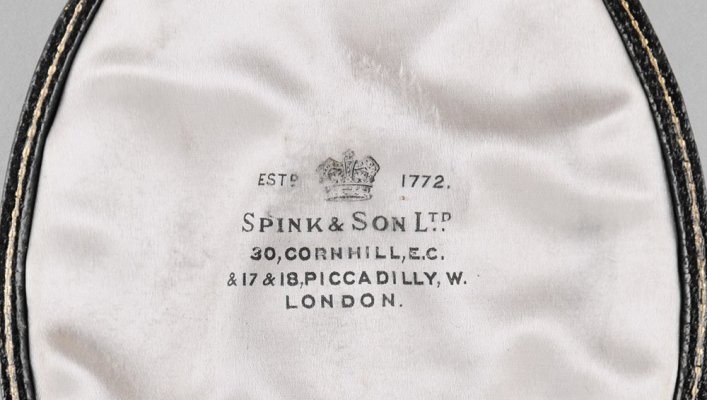 ESTD. 1772.
SPINK & SON LTD
30, CORNHILL, E.C.
& 17 & 18, PICCADILLY, W.
LONDON.